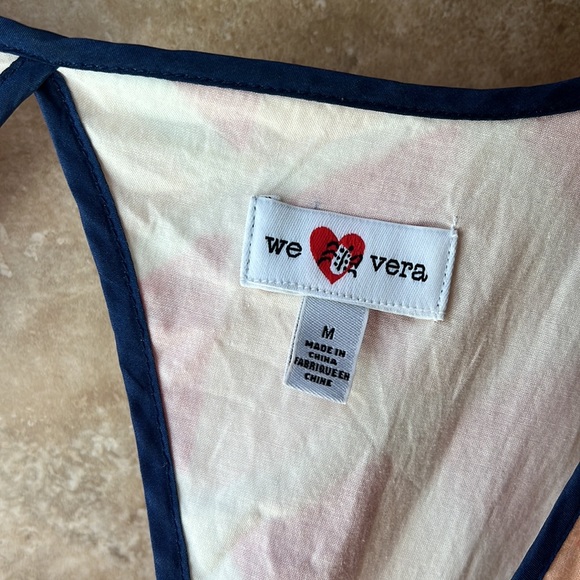 we vera
M
MADE IN
CHINA
FABRIQUE EN
CHINE